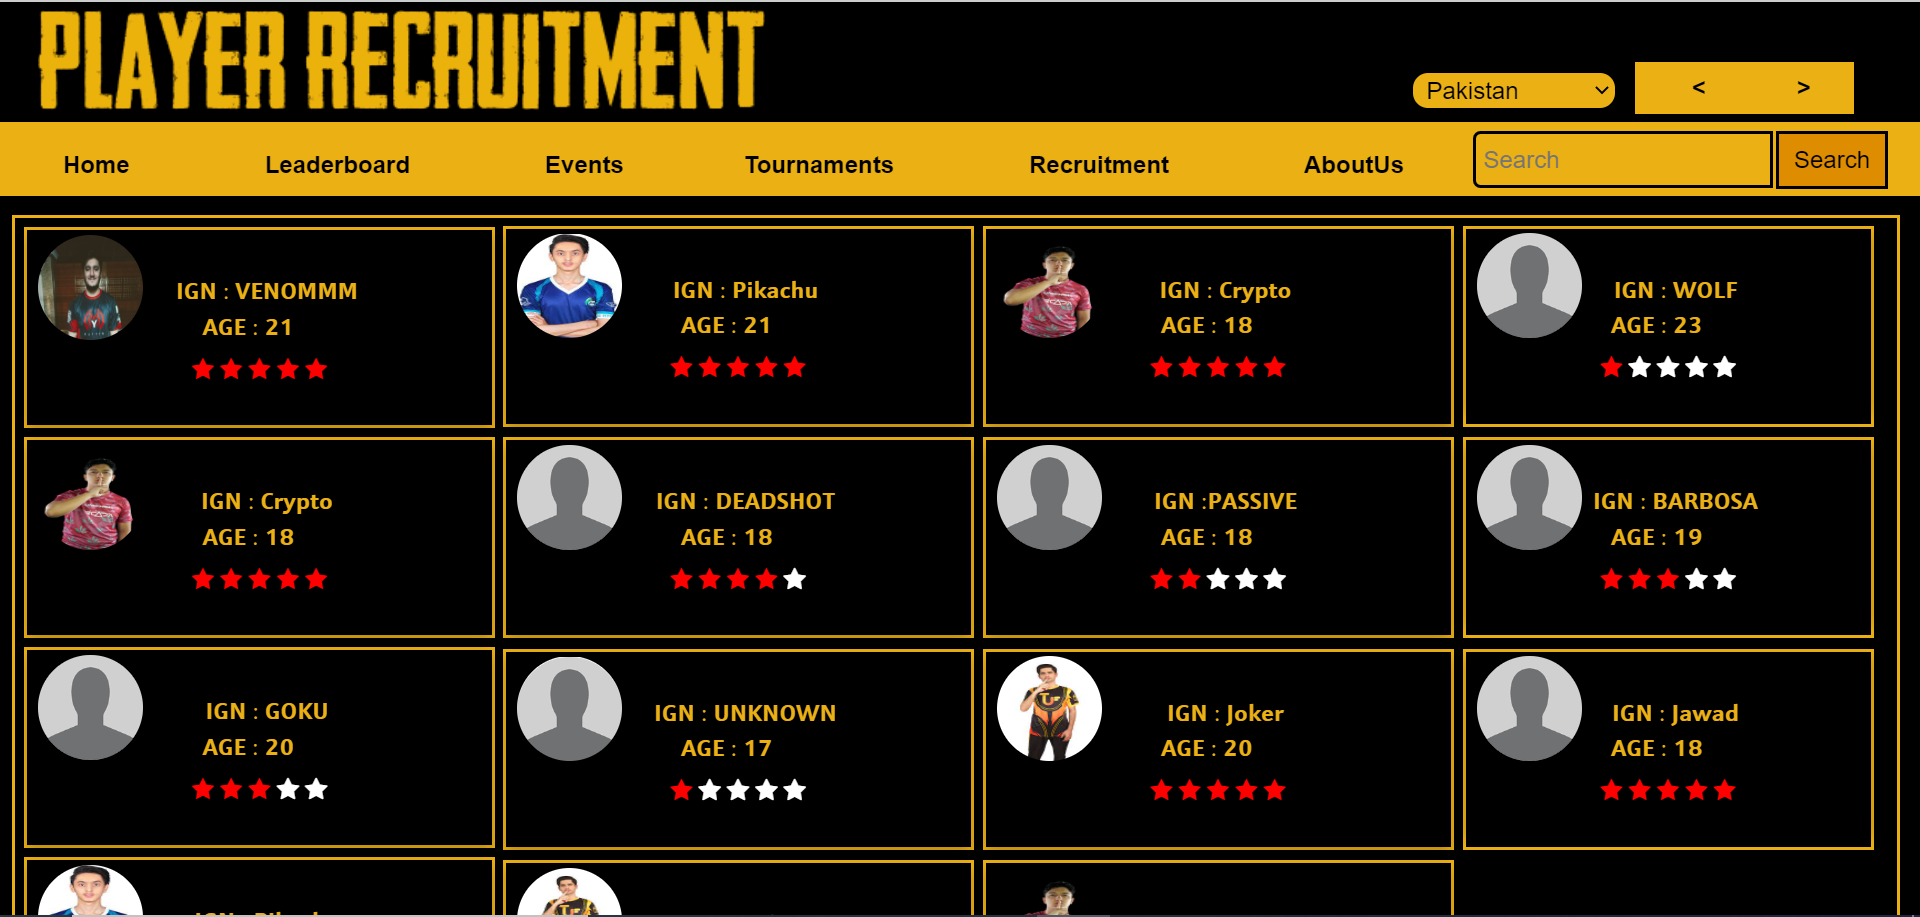 PLAYER RECRUITMENT
Pakistan < >
Home Leaderboard Events Tournaments Recruitment AboutUs Search Search
IGN : VENOMMM
AGE : 21
IGN : Pikachu
AGE : 21
IGN : Crypto
AGE : 18
IGN : WOLF
AGE : 23
IGN : Crypto
AGE : 18
IGN : DEADSHOT
AGE : 18
IGN :PASSIVE
AGE : 18
IGN : BARBOSA
AGE : 19
IGN : GOKU
AGE : 20
IGN : UNKNOWN
AGE : 17
IGN : Joker
AGE : 20
IGN : Jawad
AGE : 18